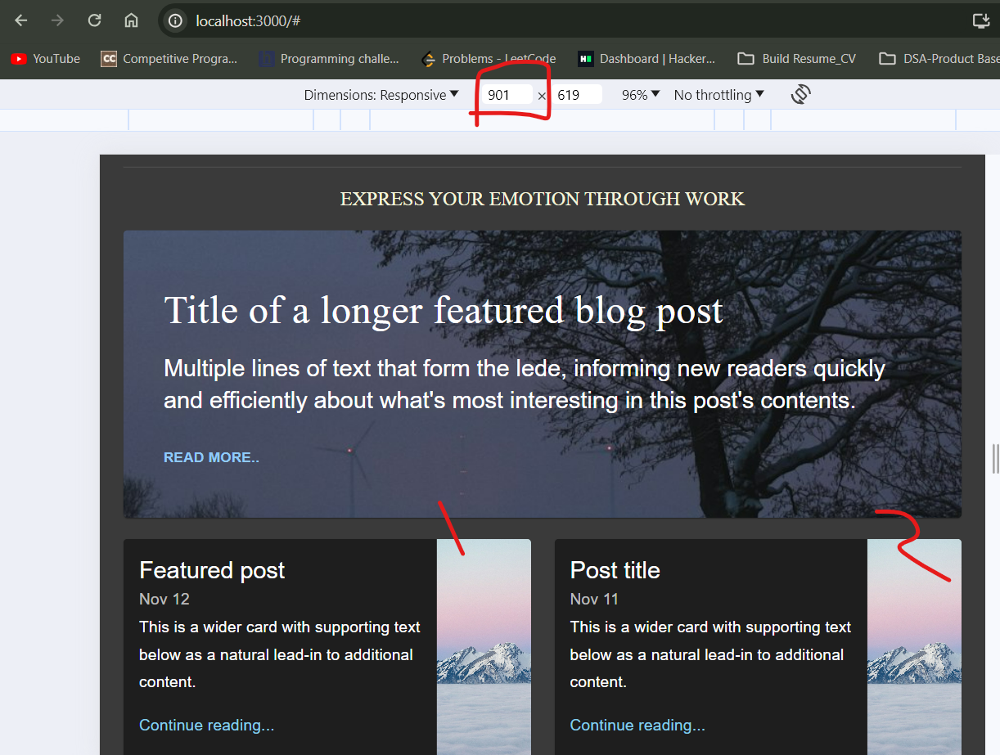 localhost:3000/#
YouTube
CC Competitive Progra...
Programming challe...
Problems - LeetCode
Dashboard | Hacker...
Build Resume_CV
DSA-Product Base
Dimensions: Responsive 901 × 619 96% No throttling
EXPRESS YOUR EMOTION THROUGH WORK
Title of a longer featured blog post
Multiple lines of text that form the lede, informing new readers quickly
and efficiently about what's most interesting in this post's contents.
READ MORE..
1
2
Featured post
Nov 12
This is a wider card with supporting text
below as a natural lead-in to additional
content.
Continue reading...
Post title
Nov 11
This is a wider card with supporting text
below as a natural lead-in to additional
content.
Continue reading...